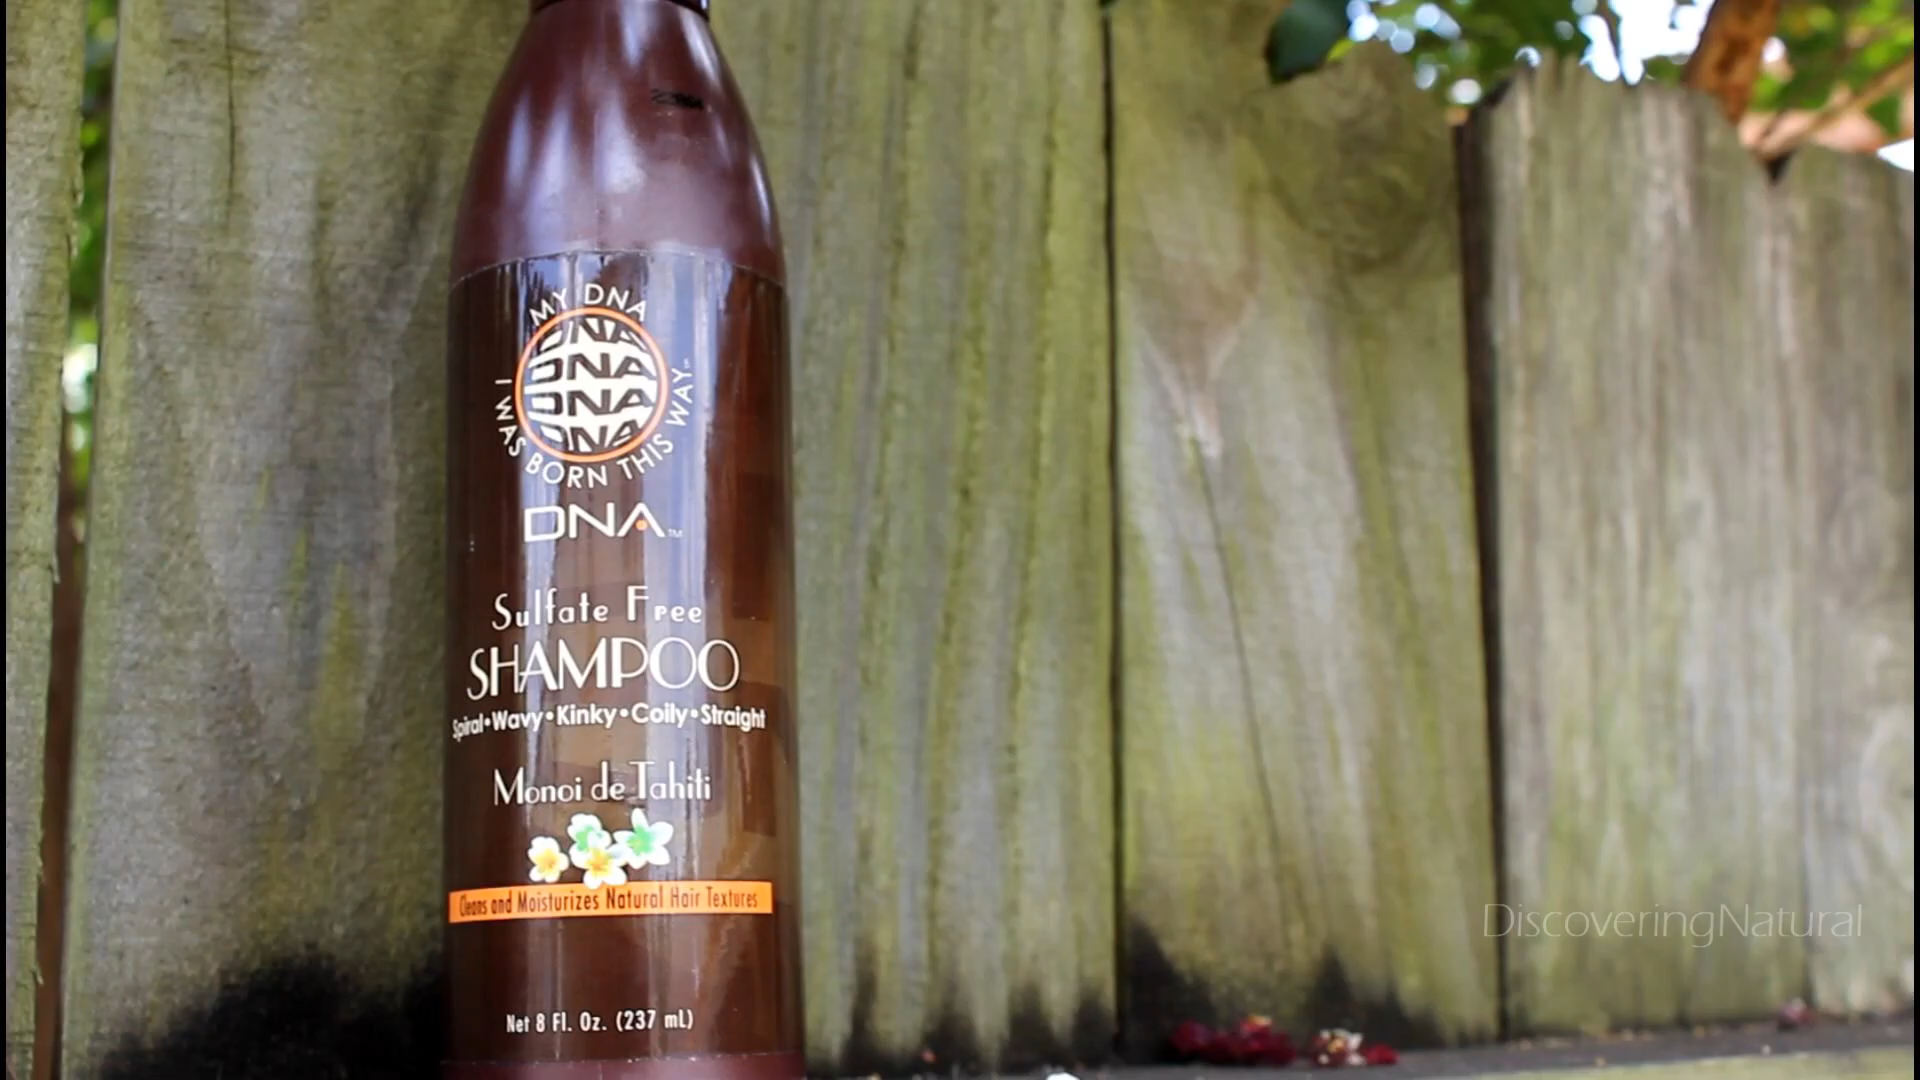 MY DNA
DNA
DNA
DNA
DNA
I WAS BORN THIS WAY
DNA™
Sulfate Free
SHAMPOO
Spiral•Wavy•Kinky•Coily•Straight
Monoi de Tahiti
Cleans and Moisturizes Natural Hair Textures
Net 8 Fl. Oz. (237 mL)
DiscoveringNatural